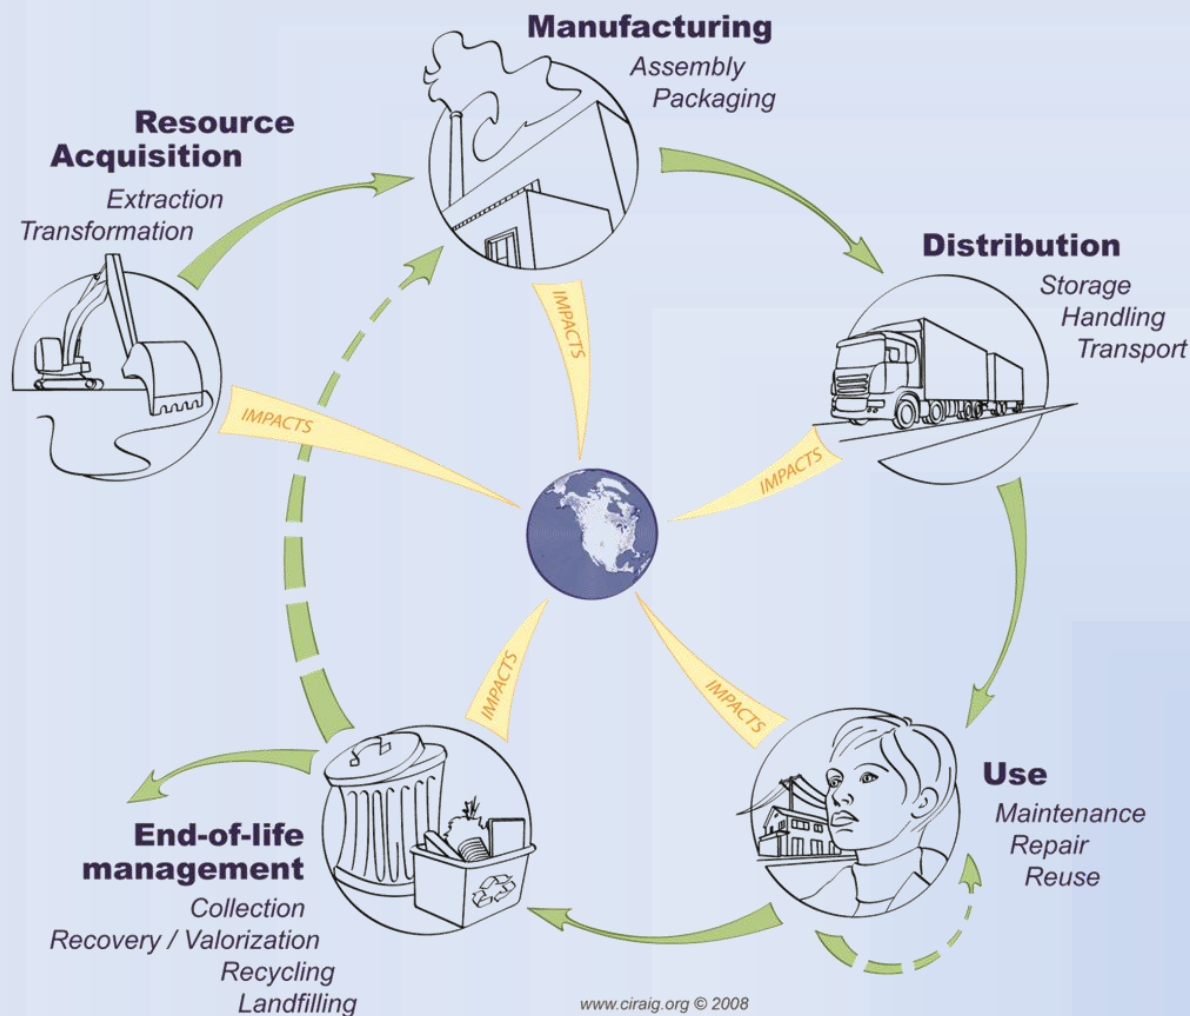 Manufacturing
Assembly
Packaging
Resource
Acquisition
Extraction
Transformation
Distribution
Storage
Handling
Transport
IMPACTS
IMPACTS
IMPACTS
IMPACTS
IMPACTS
Use
Maintenance
Repair
Reuse
End-of-life
management
Collection
Recovery / Valorization
Recycling
Landfilling
www.ciraig.org © 2008